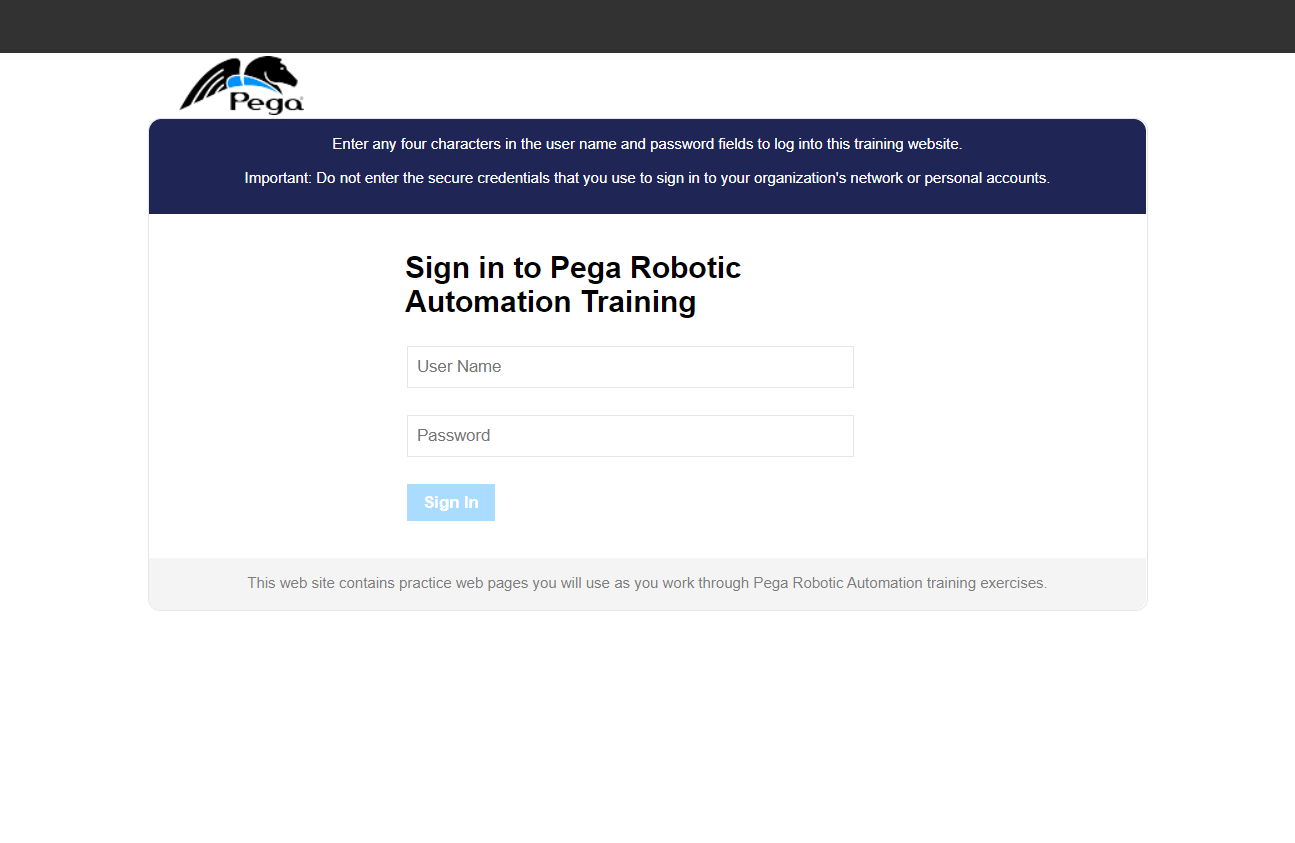 Pega
Enter any four characters in the user name and password fields to log into this training website.
Important: Do not enter the secure credentials that you use to sign in to your organization's network or personal accounts.
Sign in to Pega Robotic
Automation Training
User Name
Password
Sign In
This web site contains practice web pages you will use as you work through Pega Robotic Automation training exercises.